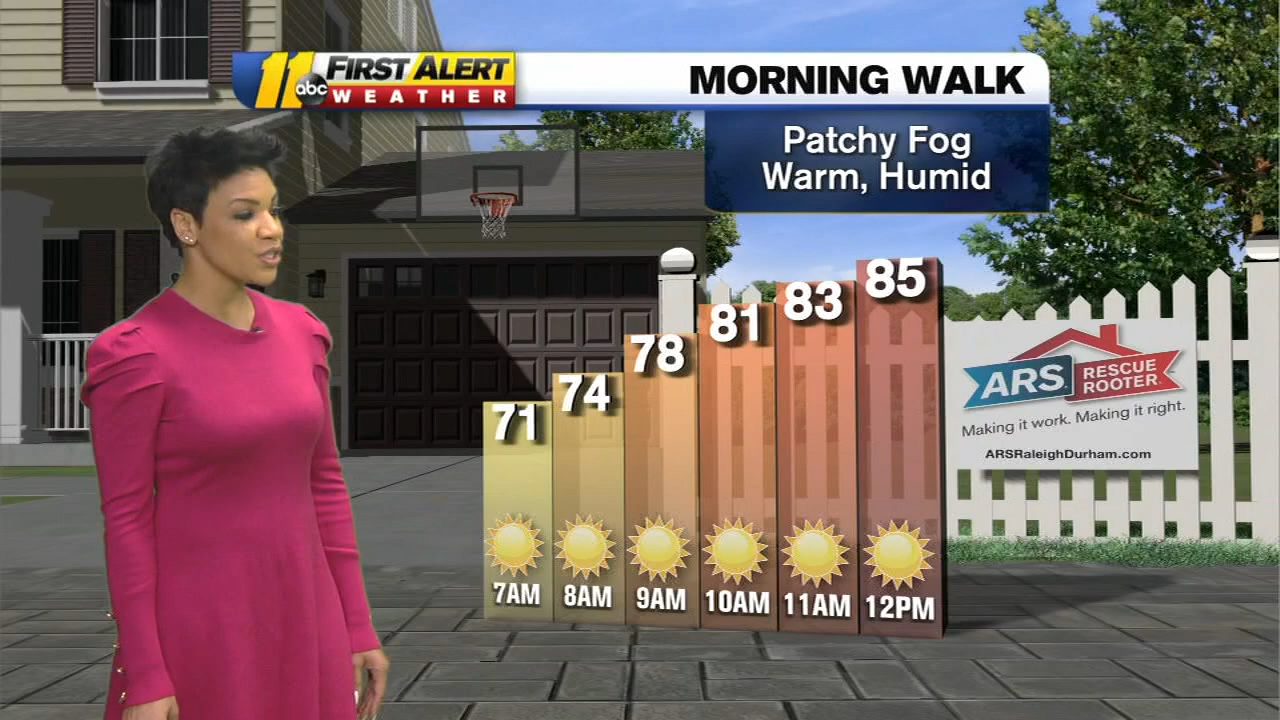 11 abc FIRST ALERT
WEATHER
MORNING WALK
Patchy Fog
Warm, Humid
71 74 78 81 83 85
7AM 8AM 9AM 10AM 11AM 12PM
ARS RESCUE
ROOTER
Making it work. Making it right.
ARSRaleighDurham.com